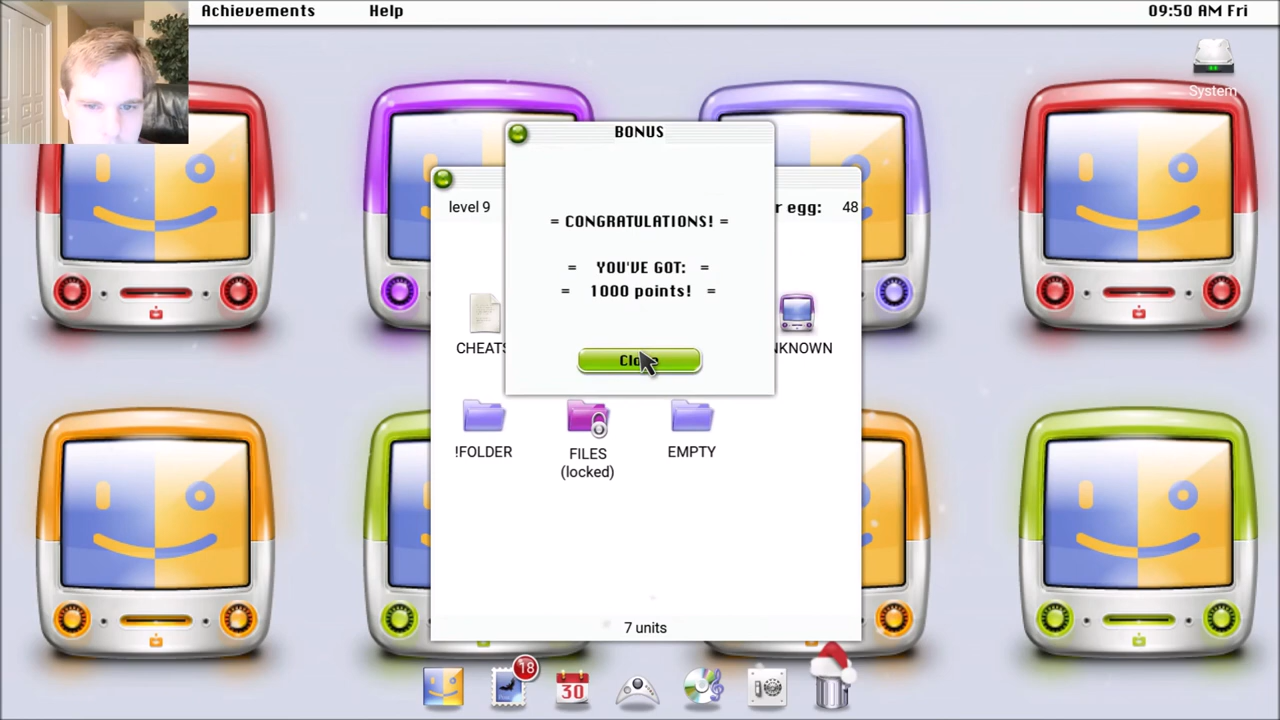 Achievements Help 09:50 AM Fri
System
BONUS
level 9 r egg: 48
= CONGRATULATIONS! =
= YOU'VE GOT: =
= 1000 points! =
CHEATS NKNOWN
!FOLDER FILES EMPTY
(locked)
7 units
18
30